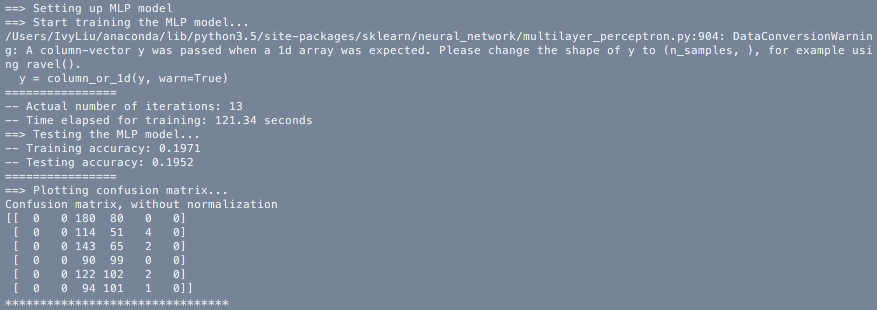 ==> Setting up MLP model
==> Start training the MLP model...
/Users/IvyLiu/anaconda/lib/python3.5/site-packages/sklearn/neural_network/multilayer_perceptron.py:904: DataConversionWarnin
g: A column-vector y was passed when a 1d array was expected. Please change the shape of y to (n_samples, ), for example usi
ng ravel().
  y = column_or_1d(y, warn=True)
================
-- Actual number of iterations: 13
-- Time elapsed for training: 121.34 seconds
==> Testing the MLP model...
-- Training accuracy: 0.1971
-- Testing accuracy: 0.1952
================
==> Plotting confusion matrix...
Confusion matrix, without normalization
[[  0   0 180  80   0   0]
 [  0   0 114  51   4   0]
 [  0   0 143  65   2   0]
 [  0   0  90  99   0   0]
 [  0   0 122 102   2   0]
 [  0   0  94 101   1   0]]
********************************